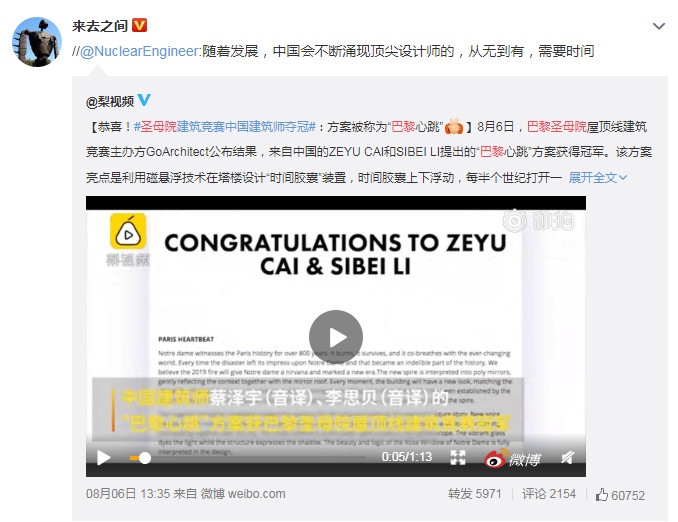 来去之间
//@NuclearEngineer:随着发展，中国会不断涌现顶尖设计师的，从无到有，需要时间
@梨视频
【恭喜！#圣母院建筑竞赛中国建筑师夺冠#：方案被称为“巴黎心跳”】8月6日，巴黎圣母院屋顶线建筑
竞赛主办方GoArchitect公布结果，来自中国的ZEYU CAI和SIBEI LI提出的“巴黎心跳”方案获得冠军。该方案
亮点是利用磁悬浮技术在塔楼设计“时间胶囊”装置，时间胶囊上下浮动，每半个世纪打开一 展开全文
梨视频
秒拍
CONGRATULATIONS TO ZEYU
CAI & SIBEI LI
PARIS HEARTBEAT
Notre dame witnesses the Paris history for over 800 years. It burns, it survives, and it co-breathes with the ever-changing
world. Every time the disaster left its impress upon Notre Dame and that became an indelible part of the history. We
believe the 2019 fire will give Notre dame a nirvana and marked a new era.The new spire is interpreted into poly mirrors,
gently reflecting the context together with the mirror roof. Every moment, the building will have a new look, matching the
been established by
the spire.
中国建筑师蔡泽宇(音译)、李思贝(音译)的
“巴黎心跳”方案获巴黎圣母院屋顶线建筑竞赛冠军
ture story. New spire
The vibrant glass
dyes the light while the structure expresses the shadow. The beauty and logic of the Rose Window of Notre Dame is fully
interpreted in the design.
0:05/1:13
微博
08月06日 13:35 来自 微博 weibo.com
转发 5971
评论 2154
60752